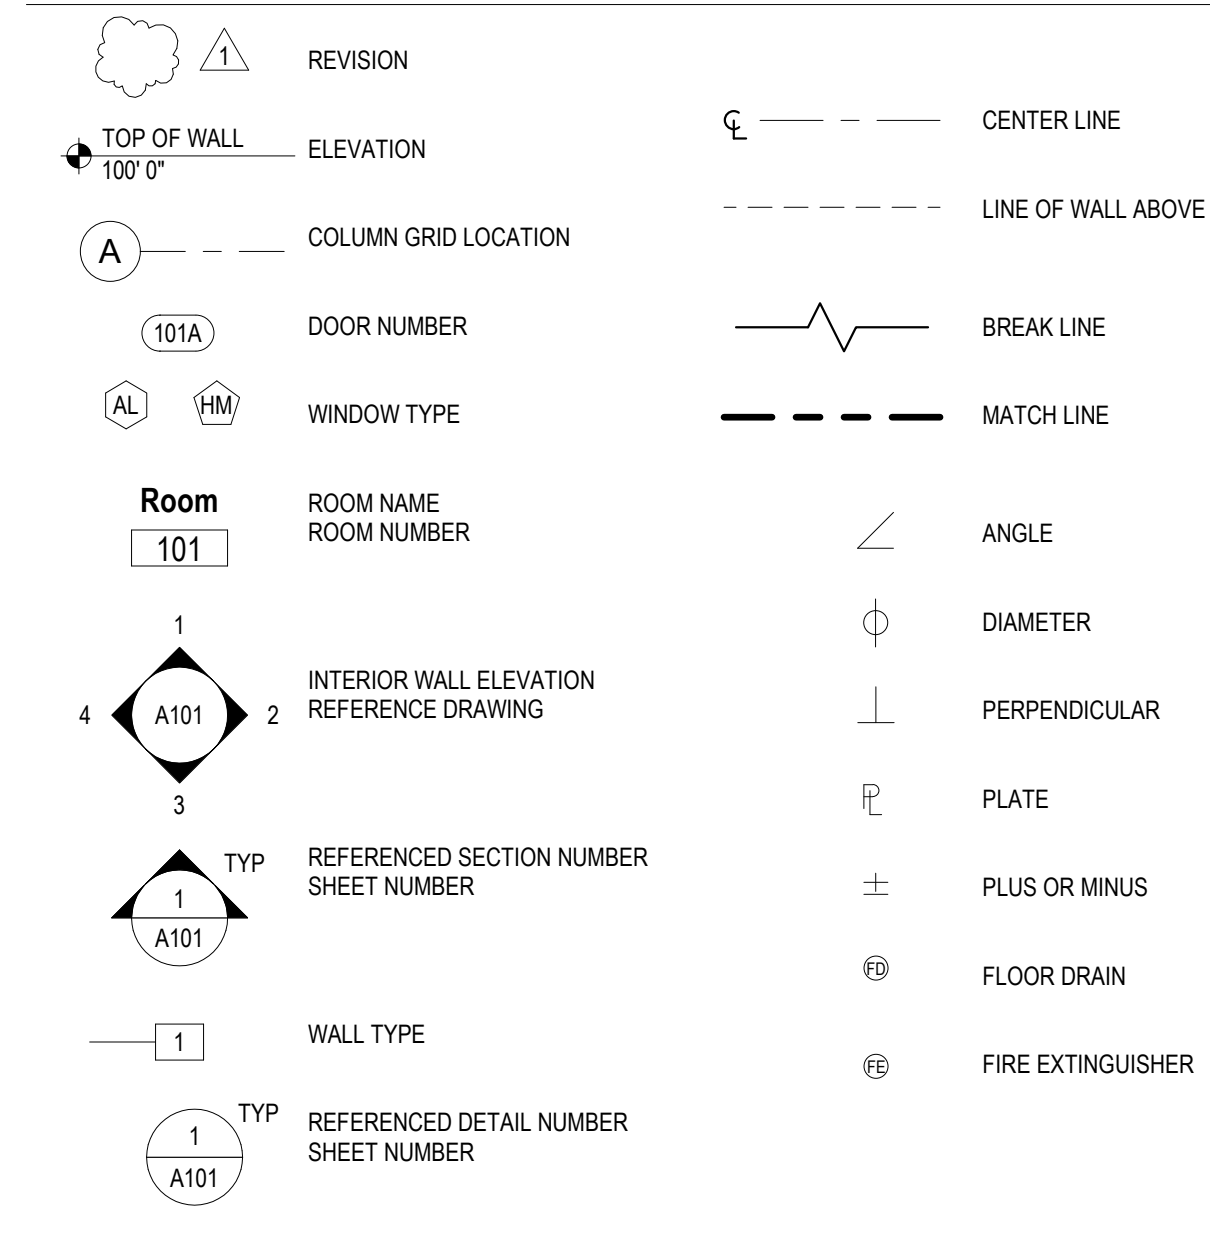 1
REVISION
TOP OF WALL
100' 0"
ELEVATION
A
COLUMN GRID LOCATION
101A
DOOR NUMBER
AL
HM
WINDOW TYPE
Room
101
ROOM NAME
ROOM NUMBER
1
4
A101
2
3
INTERIOR WALL ELEVATION
REFERENCE DRAWING
TYP
1
A101
REFERENCED SECTION NUMBER
SHEET NUMBER
1
WALL TYPE
TYP
1
A101
REFERENCED DETAIL NUMBER
SHEET NUMBER
℄
CENTER LINE
LINE OF WALL ABOVE
BREAK LINE
MATCH LINE
ANGLE
DIAMETER
PERPENDICULAR
PL
PLATE
±
PLUS OR MINUS
FD
FLOOR DRAIN
FE
FIRE EXTINGUISHER